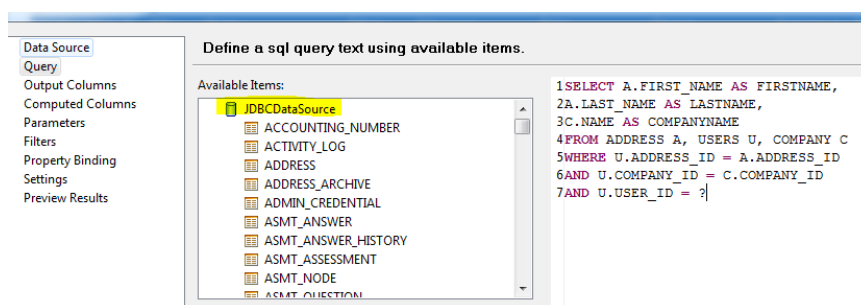 Data Source
Query
Output Columns
Computed Columns
Parameters
Filters
Property Binding
Settings
Preview Results
Define a sql query text using available items.
Available Items:
JDBCDataSource
ACCOUNTING_NUMBER
ACTIVITY_LOG
ADDRESS
ADDRESS_ARCHIVE
ADMIN_CREDENTIAL
ASMT_ANSWER
ASMT_ANSWER_HISTORY
ASMT_ASSESSMENT
ASMT_NODE
ASMT_QUESTION
1SELECT A.FIRST_NAME AS FIRSTNAME,
2A.LAST_NAME AS LASTNAME,
3C.NAME AS COMPANYNAME
4FROM ADDRESS A, USERS U, COMPANY C
5WHERE U.ADDRESS_ID = A.ADDRESS_ID
6AND U.COMPANY_ID = C.COMPANY_ID
7AND U.USER_ID = ?